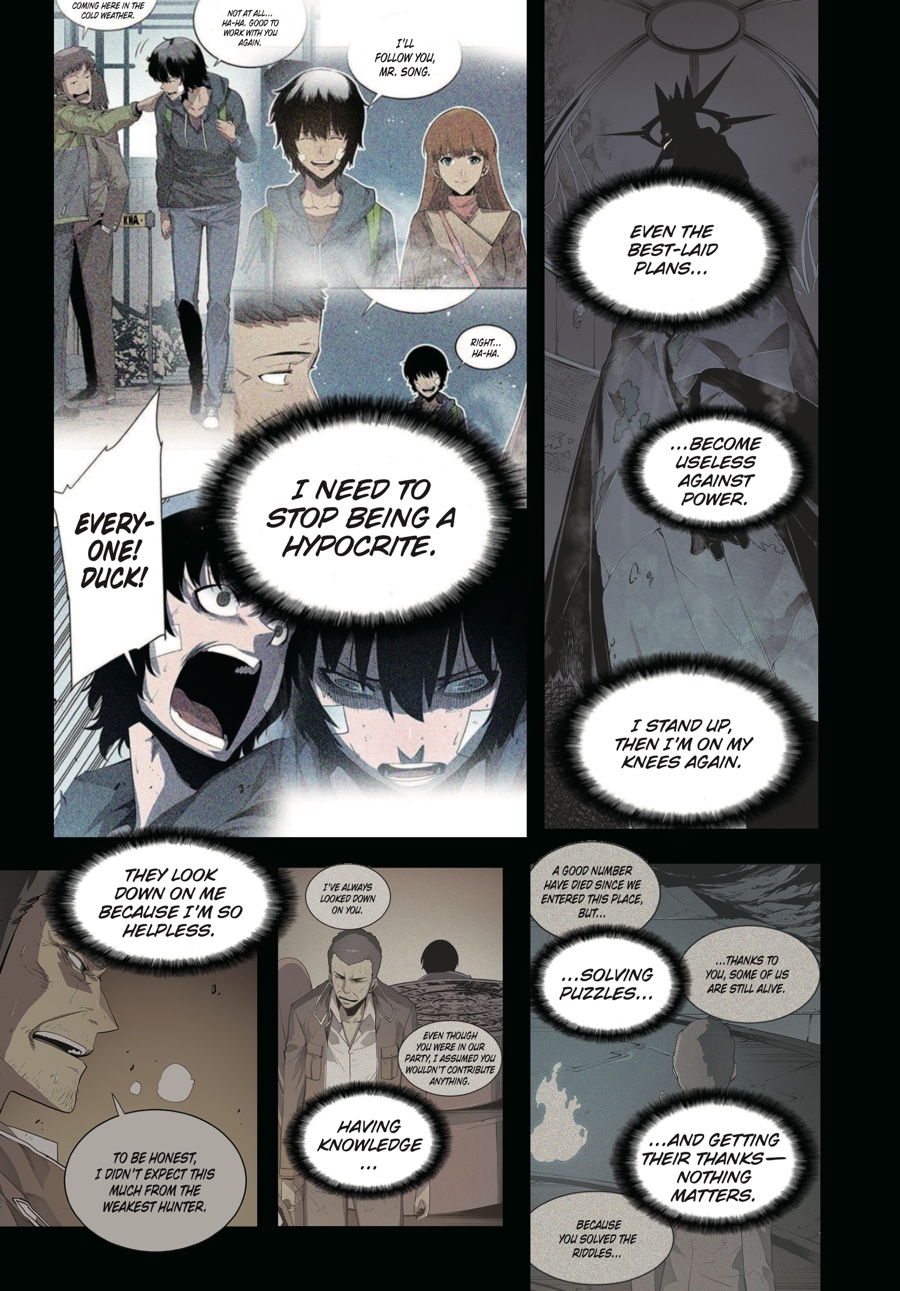 COMING HERE IN THE
COLD WEATHER.
NOT AT ALL...
HA-HA. GOOD TO
WORK WITH YOU
AGAIN.
I'LL
FOLLOW YOU,
MR. SONG.
KMA
RIGHT...
HA-HA.
I NEED TO
STOP BEING A
HYPOCRITE.
EVERY-
ONE!
DUCK!
EVEN THE
BEST-LAID
PLANS...
...BECOME
USELESS
AGAINST
POWER.
I STAND UP,
THEN I'M ON MY
KNEES AGAIN.
THEY LOOK
DOWN ON ME
BECAUSE I'M SO
HELPLESS.
TO BE HONEST,
I DIDN'T EXPECT THIS
MUCH FROM THE
WEAKEST HUNTER.
I'VE ALWAYS
LOOKED DOWN
ON YOU.
EVEN THOUGH
YOU WERE IN OUR
PARTY, I ASSUMED YOU
WOULDN'T CONTRIBUTE
ANYTHING.
HAVING
KNOWLEDGE
...
A GOOD NUMBER
HAVE DIED SINCE WE
ENTERED THIS PLACE,
BUT...
...SOLVING
PUZZLES...
...THANKS TO
YOU, SOME OF US
ARE STILL ALIVE.
...AND GETTING
THEIR THANKS—
NOTHING
MATTERS.
BECAUSE
YOU SOLVED THE
RIDDLES...